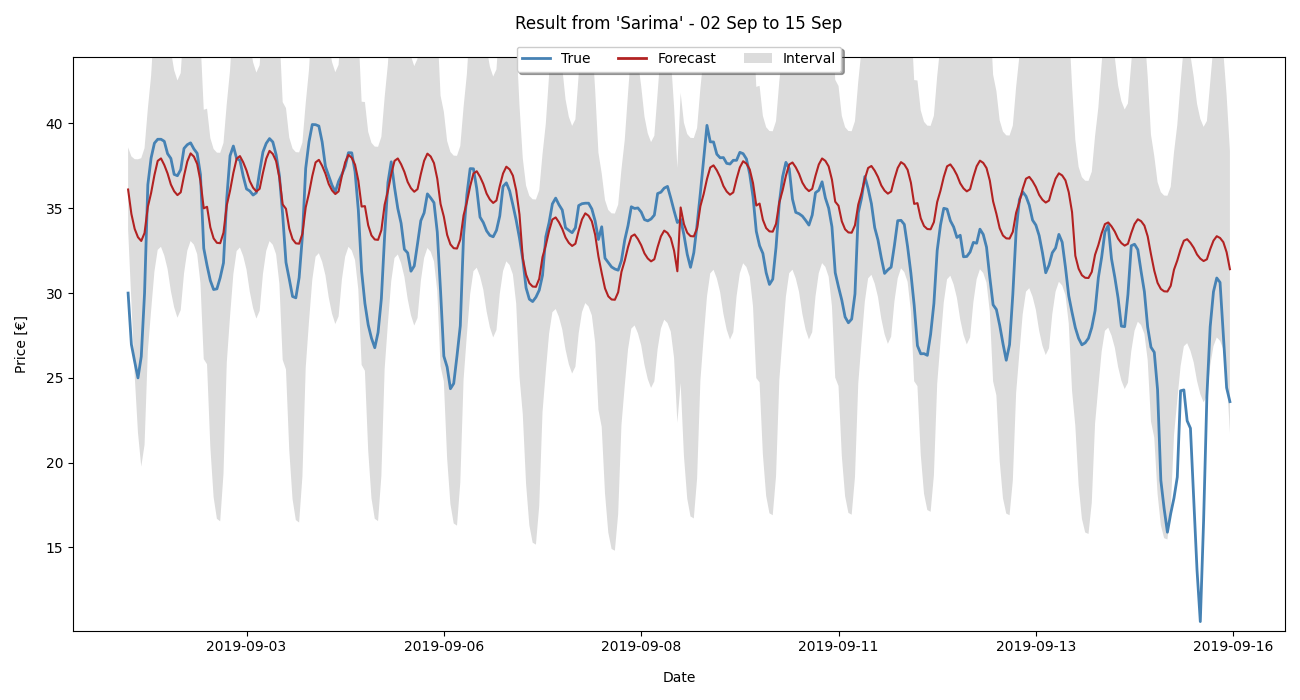 Result from 'Sarima' - 02 Sep to 15 Sep
True Forecast Interval
40
35
30
25
20
15
Price [€]
2019-09-03 2019-09-06 2019-09-08 2019-09-11 2019-09-13 2019-09-16
Date